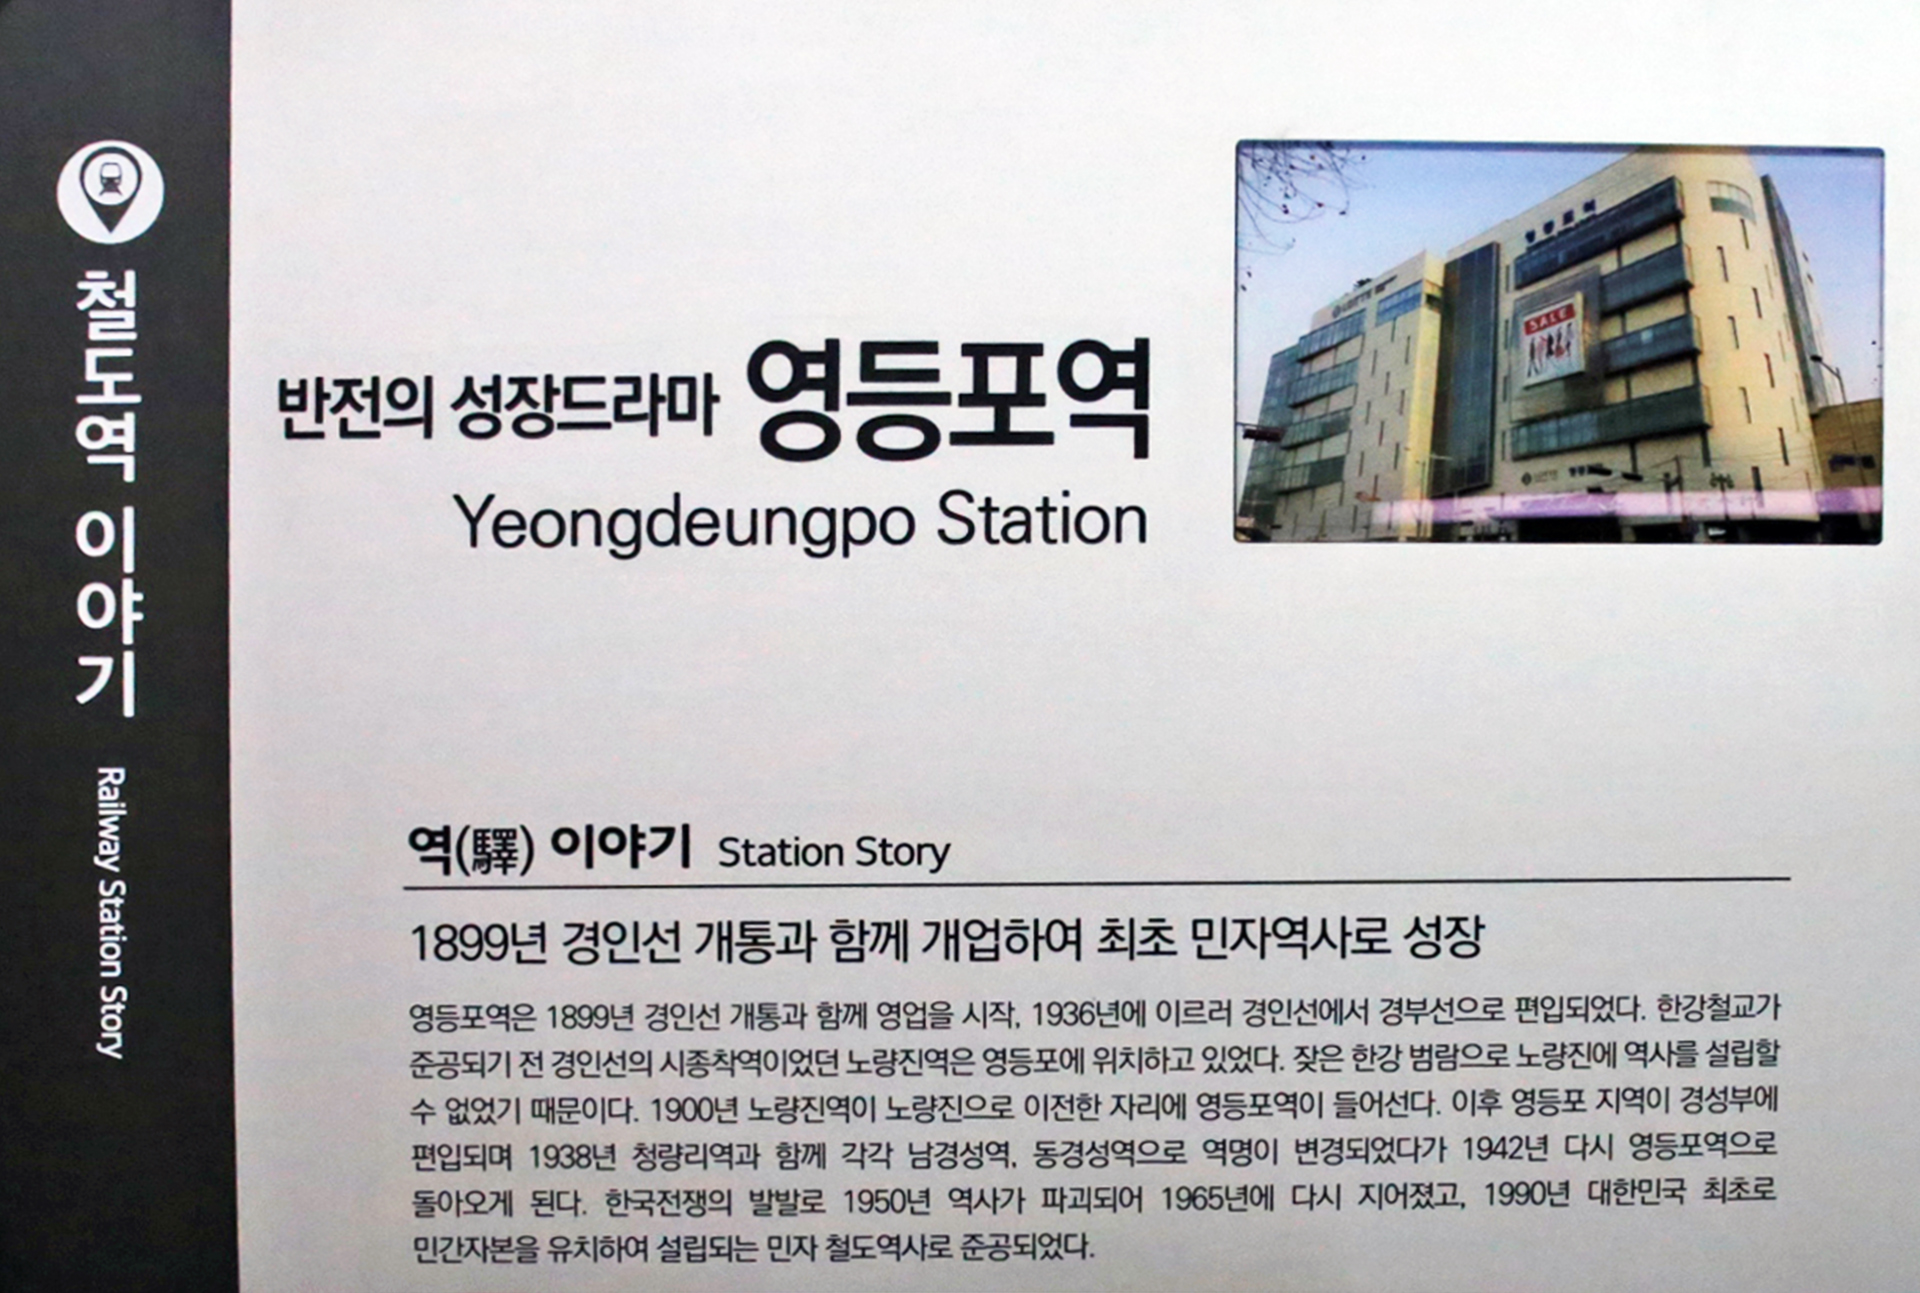 철도역 이야기
Railway Station Story
반전의 성장드라마 영등포역
Yeongdeungpo Station
영등포역
SALE
역(驛) 이야기 Station Story
1899년 경인선 개통과 함께 개업하여 최초 민자역사로 성장
영등포역은 1899년 경인선 개통과 함께 영업을 시작, 1936년에 이르러 경인선에서 경부선으로 편입되었다. 한강철교가
준공되기 전 경인선의 시종착역이었던 노량진역은 영등포에 위치하고 있었다. 잦은 한강 범람으로 노량진에 역사를 설립할
수 없었기 때문이다. 1900년 노량진역이 노량진으로 이전한 자리에 영등포역이 들어선다. 이후 영등포 지역이 경성부에
편입되며 1938년 청량리역과 함께 각각 남경성역, 동경성역으로 역명이 변경되었다가 1942년 다시 영등포역으로
돌아오게 된다. 한국전쟁의 발발로 1950년 역사가 파괴되어 1965년에 다시 지어졌고, 1990년 대한민국 최초로
민간자본을 유치하여 설립되는 민자 철도역사로 준공되었다.